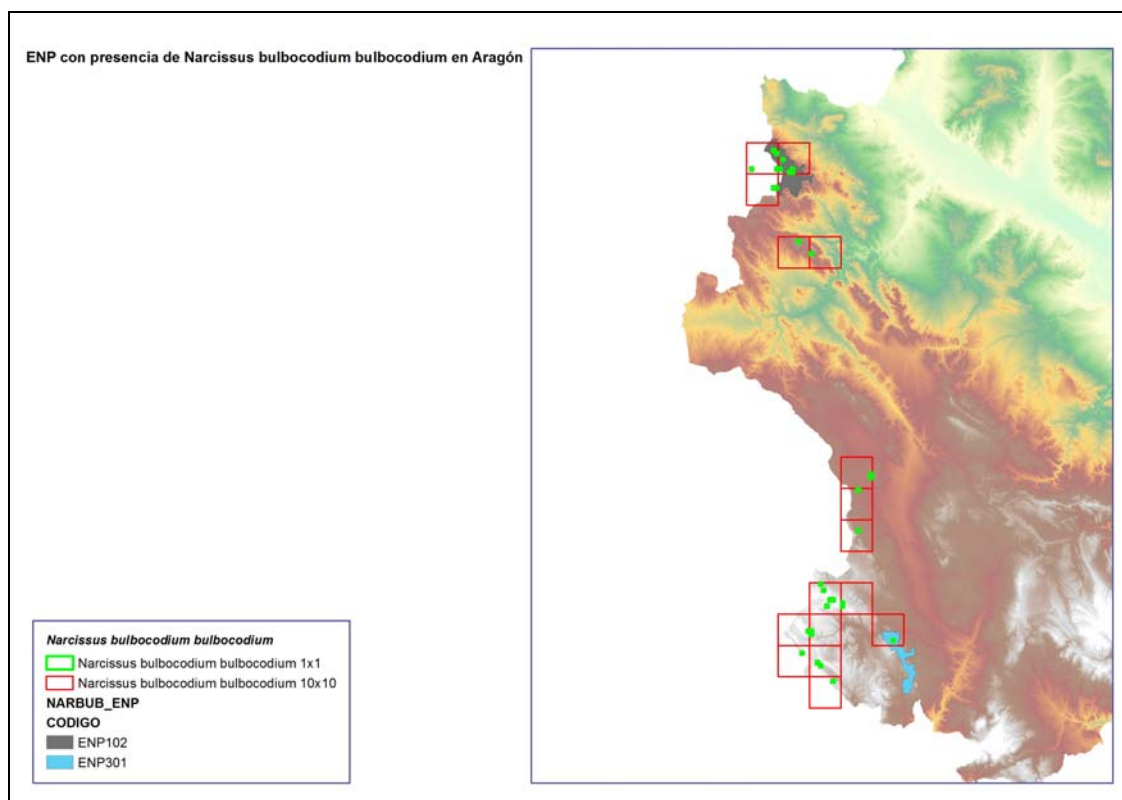 ENP con presencia de Narcissus bulbocodium bulbocodium en Aragón
Narcissus bulbocodium bulbocodium
Narcissus bulbocodium bulbocodium 1x1
Narcissus bulbocodium bulbocodium 10x10
NARBUB_ENP
CODIGO
ENP102
ENP301